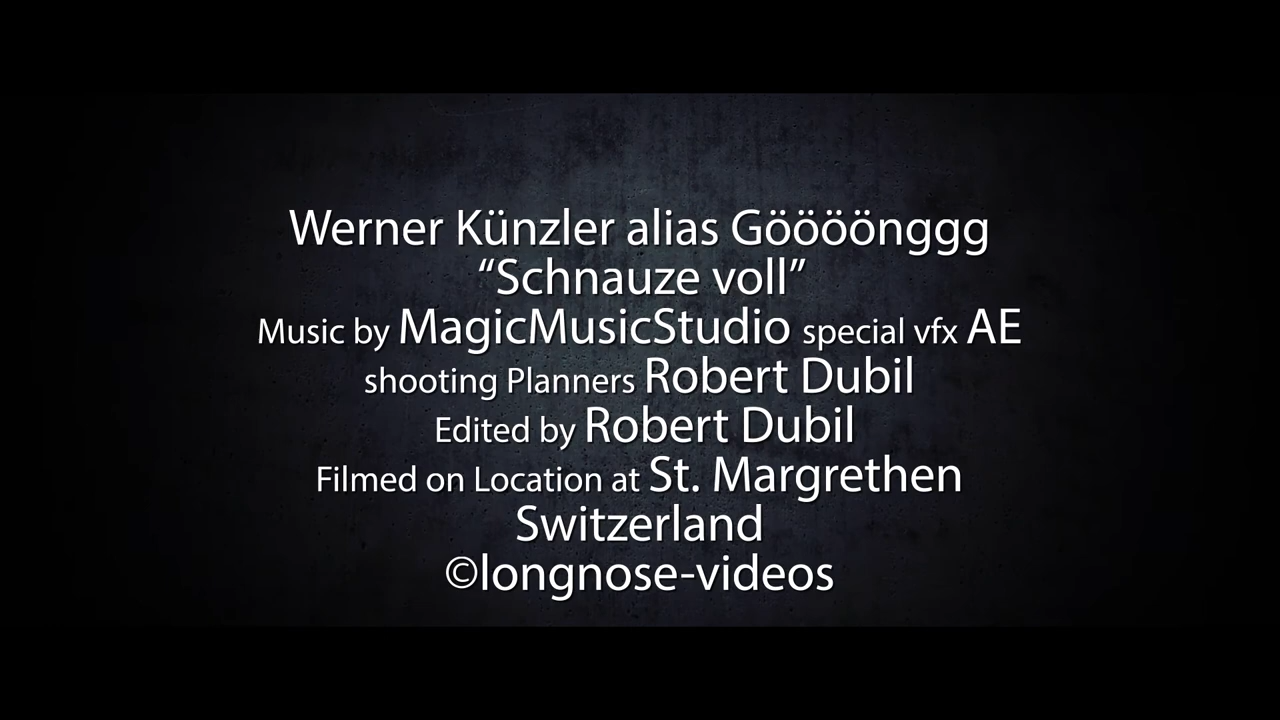 Werner Künzler alias Göööönggg
“Schnauze voll”
Music by MagicMusicStudio special vfx AE
shooting Planners Robert Dubil
Edited by Robert Dubil
Filmed on Location at St. Margrethen
Switzerland
©longnose-videos